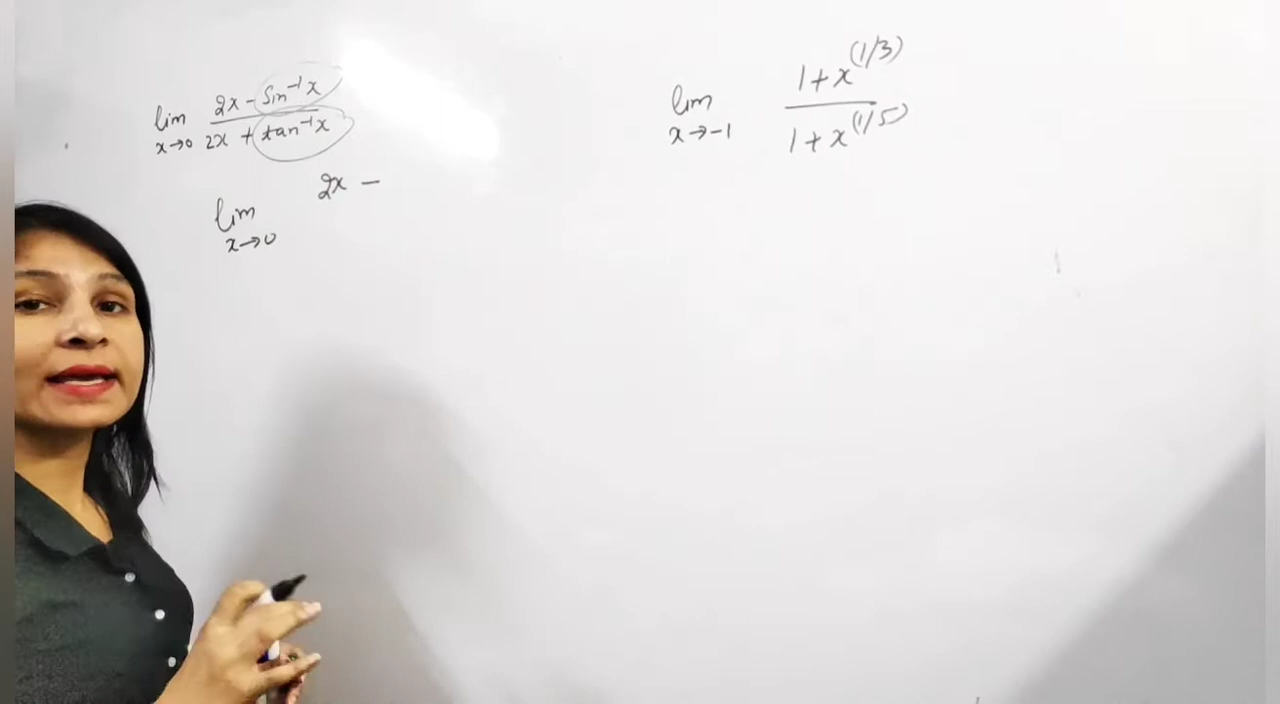 lim x→0 (2x - sin⁻¹x)/(2x + tan⁻¹x)
lim x→0 2x -
lim x→-1 (1+x^(1/3))/(1+x^(1/5))